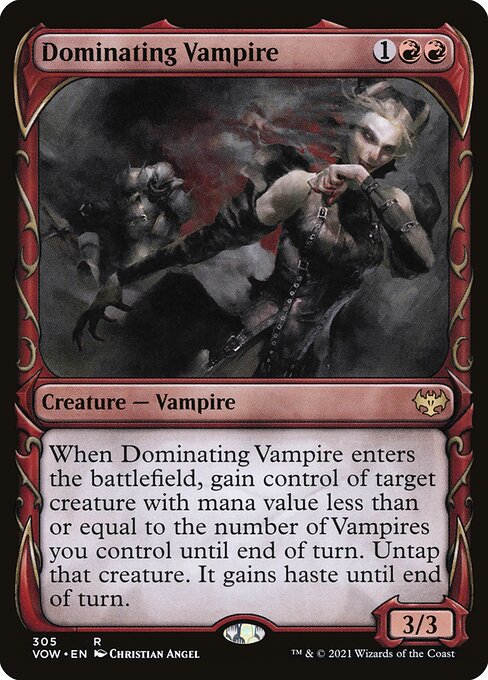 Dominating Vampire 1
Creature — Vampire
When Dominating Vampire enters
the battlefield, gain control of target
creature with mana value less than
or equal to the number of Vampires
you control until end of turn. Untap
that creature. It gains haste until end
of turn.
3/3
305 R
VOW • EN Christian Angel ™ & © 2021 Wizards of the Coast